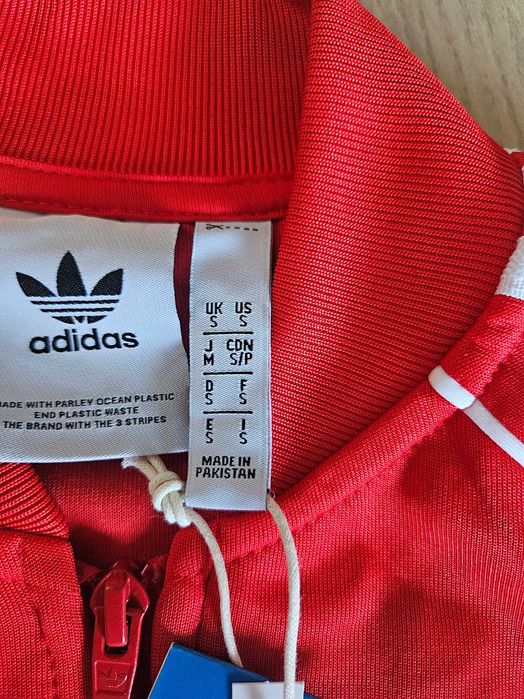 adidas
MADE WITH PARLEY OCEAN PLASTIC
END PLASTIC WASTE
THE BRAND WITH THE 3 STRIPES
UK US
S S
J CDN
M S/P
D F
S S
E I
S S
MADE IN
PAKISTAN